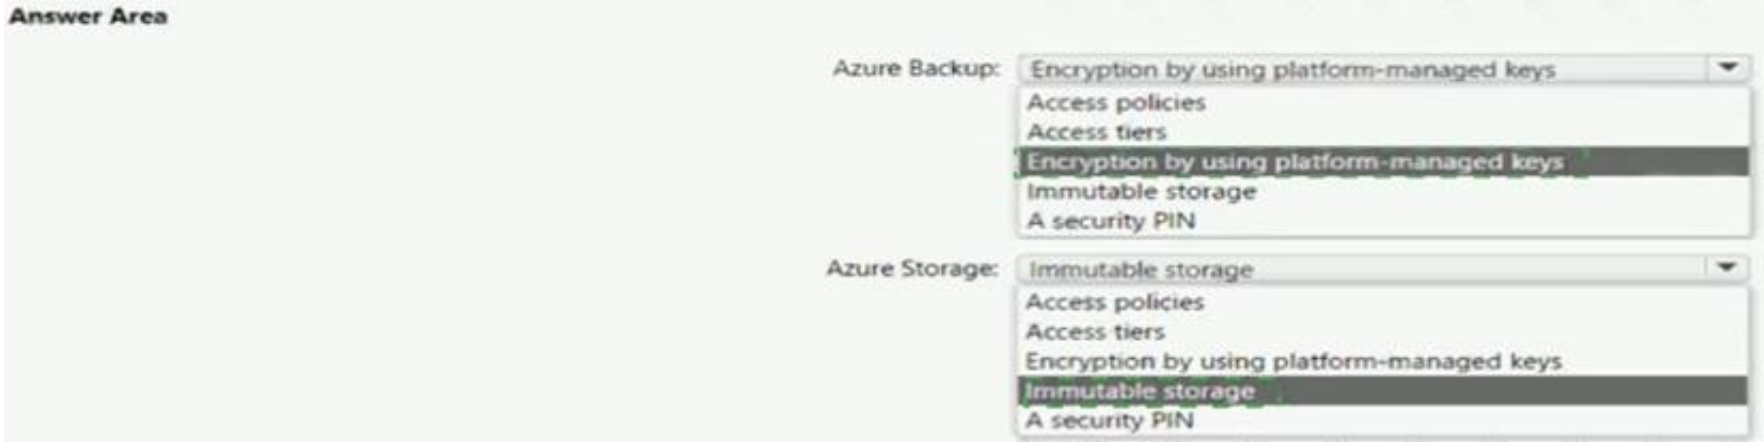 Answer Area
Azure Backup: Encryption by using platform-managed keys
Access policies
Access tiers
Encryption by using platform-managed keys
Immutable storage
A security PIN
Azure Storage: Immutable storage
Access policies
Access tiers
Encryption by using platform-managed keys
Immutable storage
A security PIN